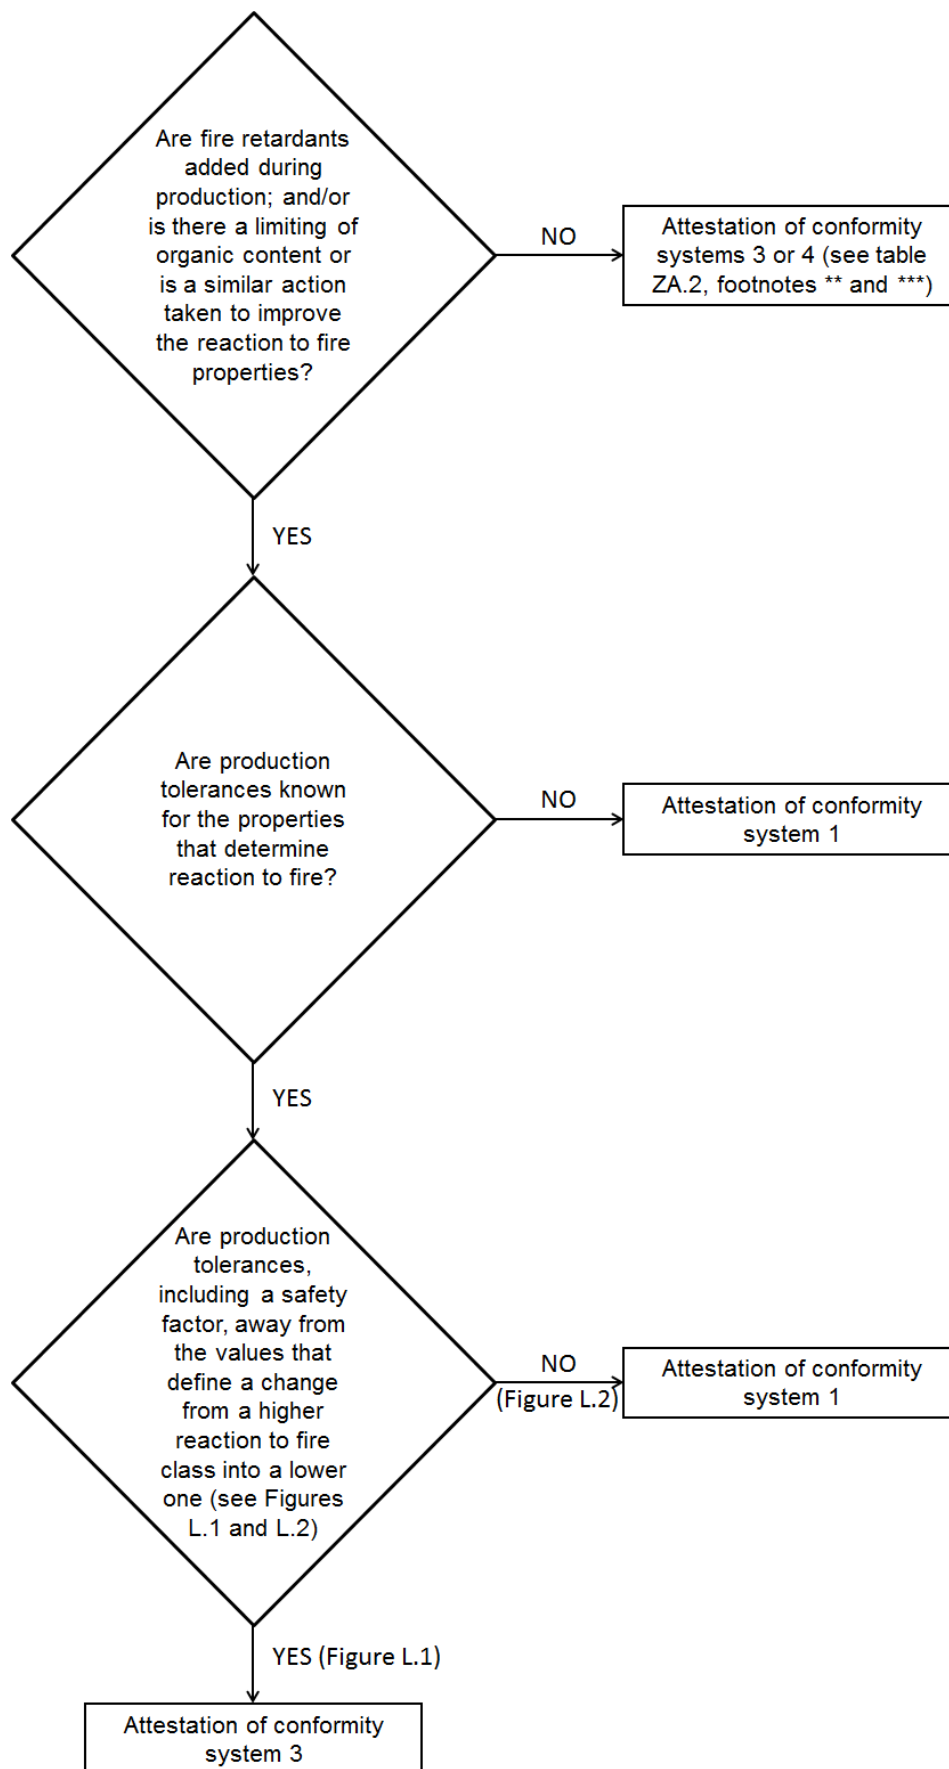 Are fire retardants
added during
production; and/or
is there a limiting of
organic content or
is a similar action
taken to improve
the reaction to fire
properties?
NO
Attestation of conformity
systems 3 or 4 (see table
ZA.2, footnotes ** and ***)
YES
Are production
tolerances known
for the properties
that determine
reaction to fire?
NO
Attestation of conformity
system 1
YES
Are production
tolerances,
including a safety
factor, away from
the values that
define a change
from a higher
reaction to fire
class into a lower
one (see Figures
L.1 and L.2)
NO
(Figure L.2)
Attestation of conformity
system 1
YES (Figure L.1)
Attestation of conformity
system 3